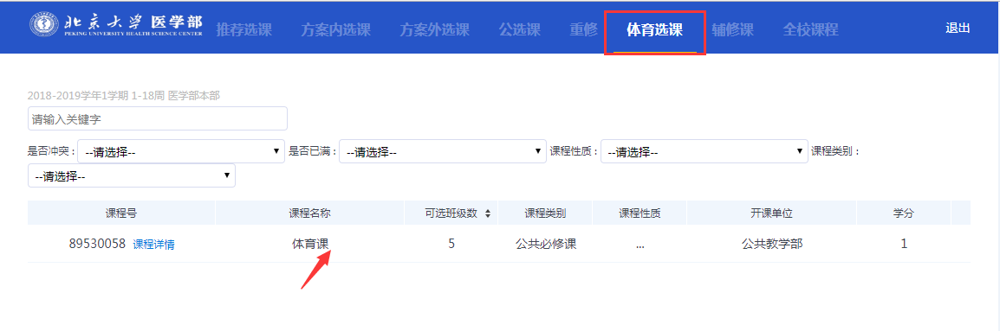 北京大学医学部
PEKING UNIVERSITY HEALTH SCIENCE CENTER
推荐选课 方案内选课 方案外选课 公选课 重修 体育选课 辅修课 全校课程 退出
2018-2019学年1学期 1-18周 医学部本部
请输入关键字
是否冲突 : --请选择-- 是否已满 : --请选择-- 课程性质 : --请选择-- 课程类别 :
--请选择--
课程号 课程名称 可选班级数 课程类别 课程性质 开课单位 学分
89530058 课程详情 体育课 5 公共必修课 ... 公共教学部 1